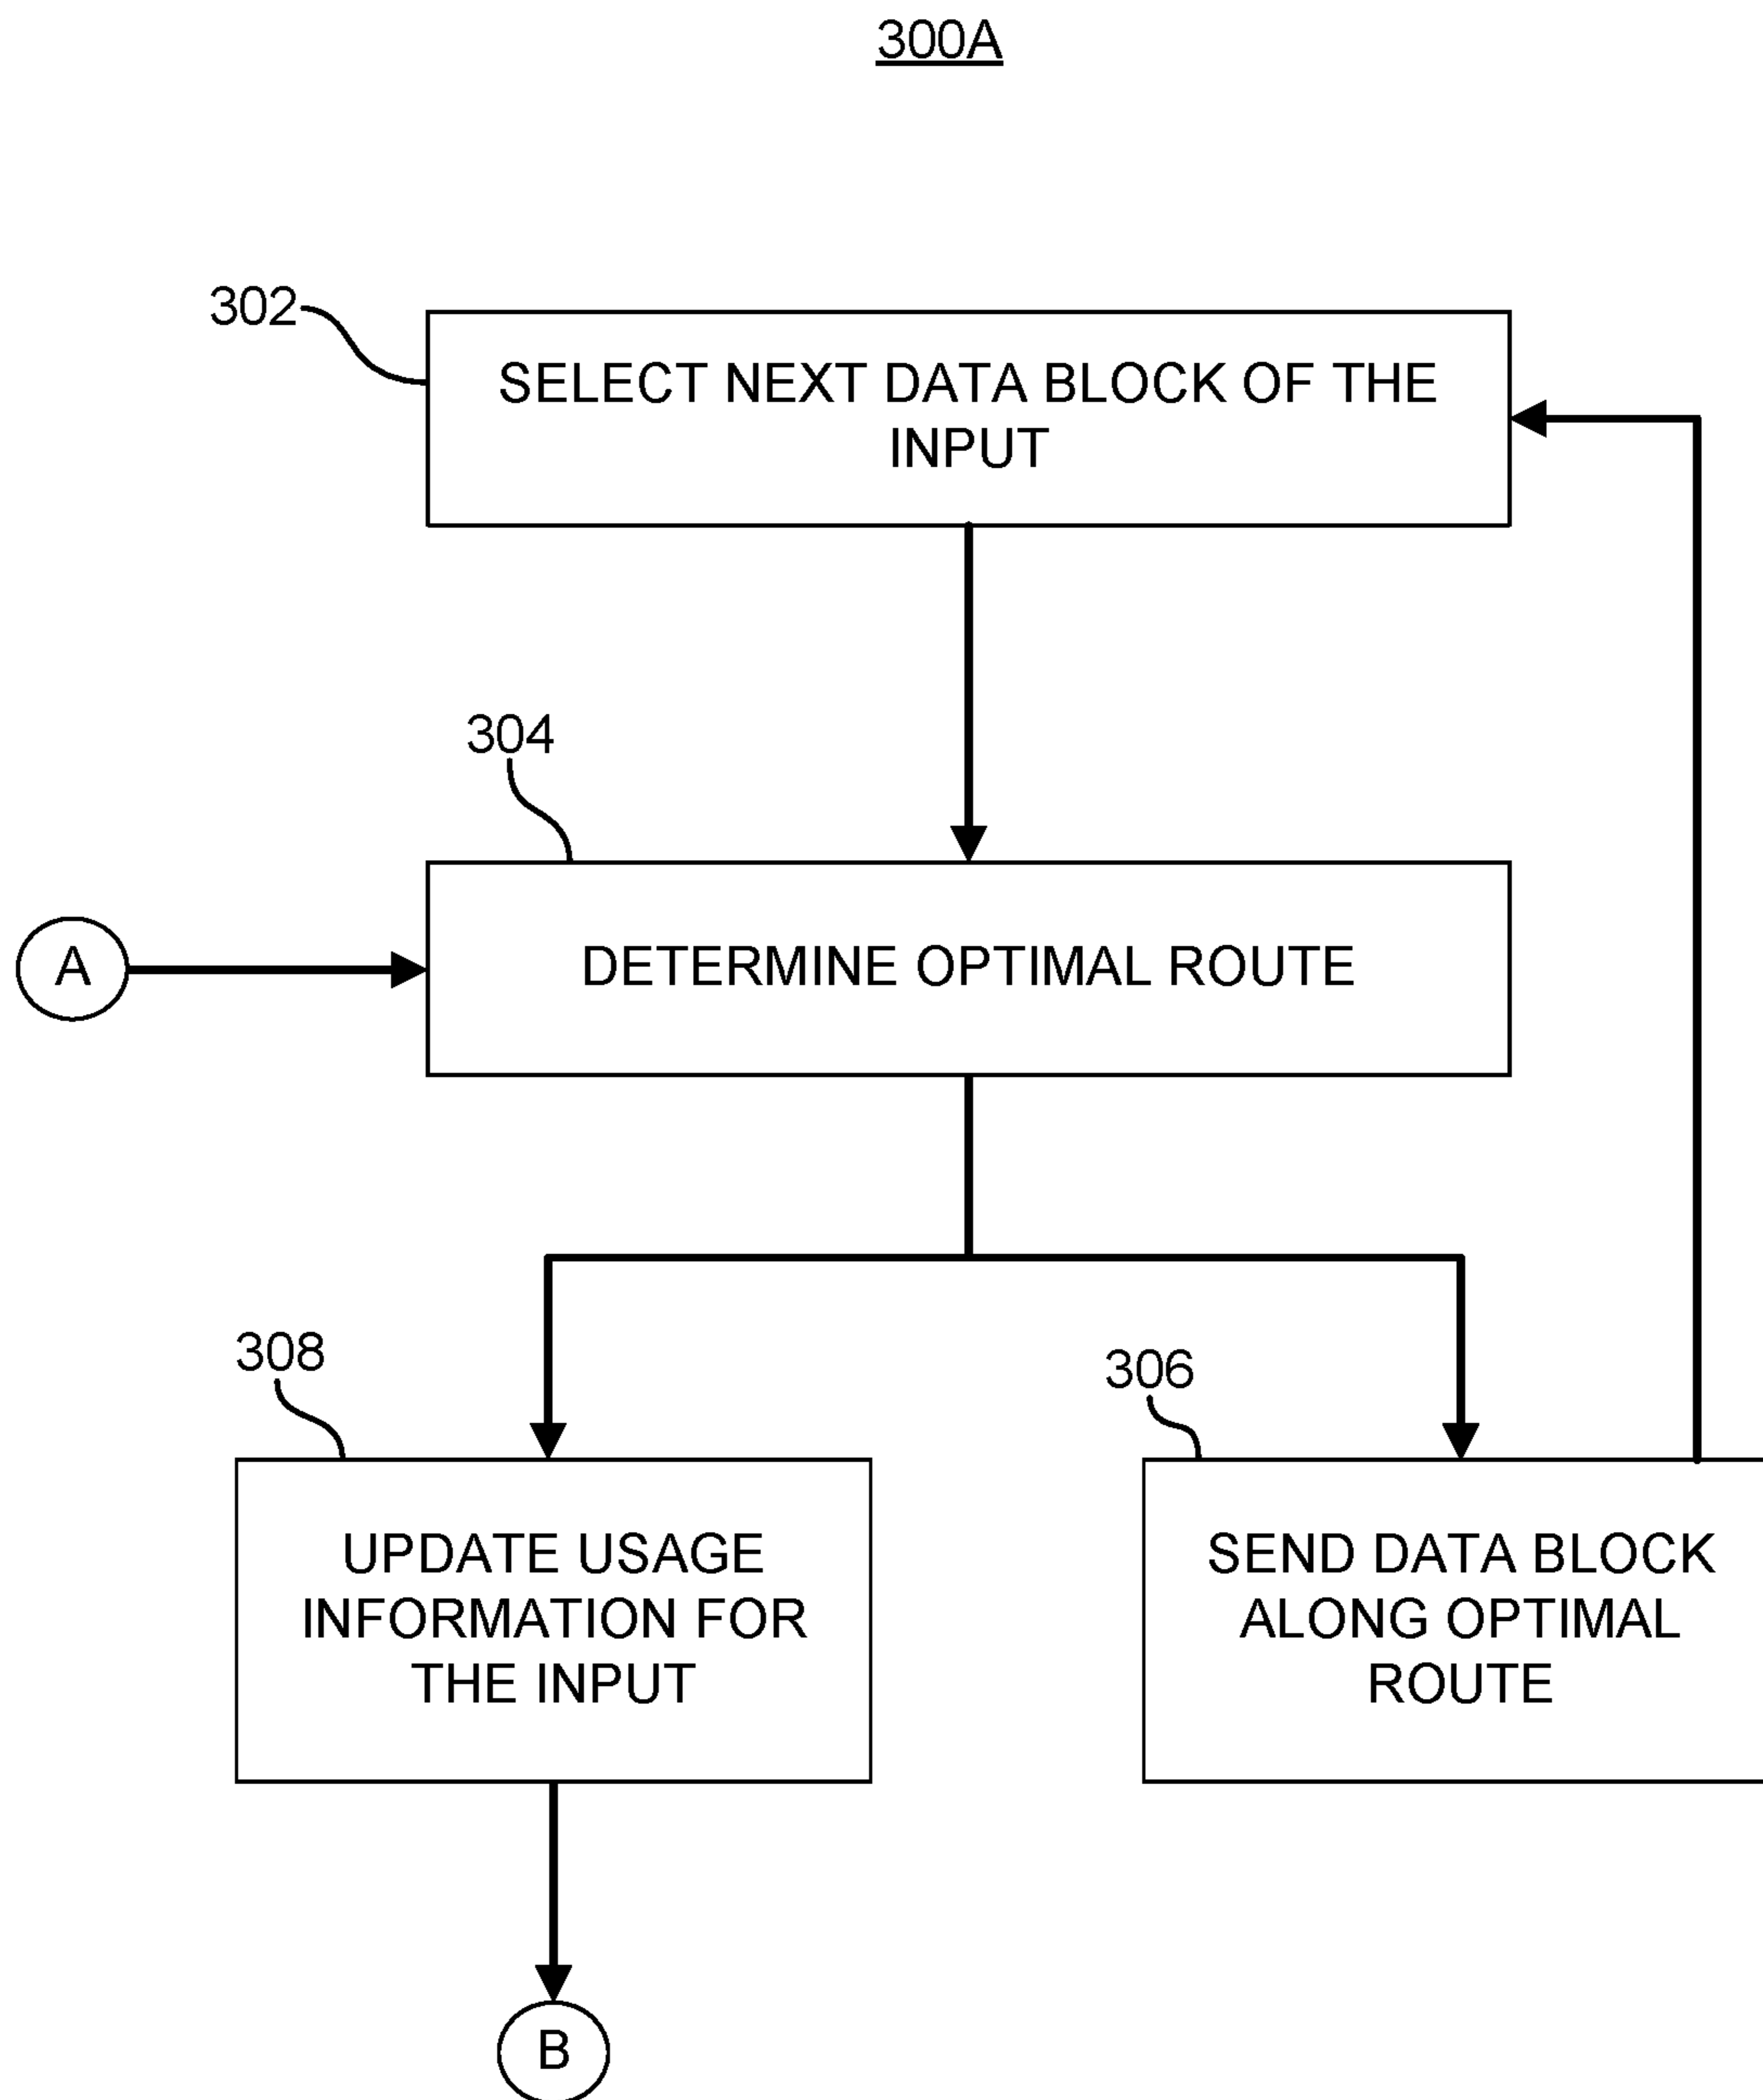 300A
302
SELECT NEXT DATA BLOCK OF THE
INPUT
304
A
DETERMINE OPTIMAL ROUTE
308
306
UPDATE USAGE
INFORMATION FOR
THE INPUT
SEND DATA BLOCK
ALONG OPTIMAL
ROUTE
B